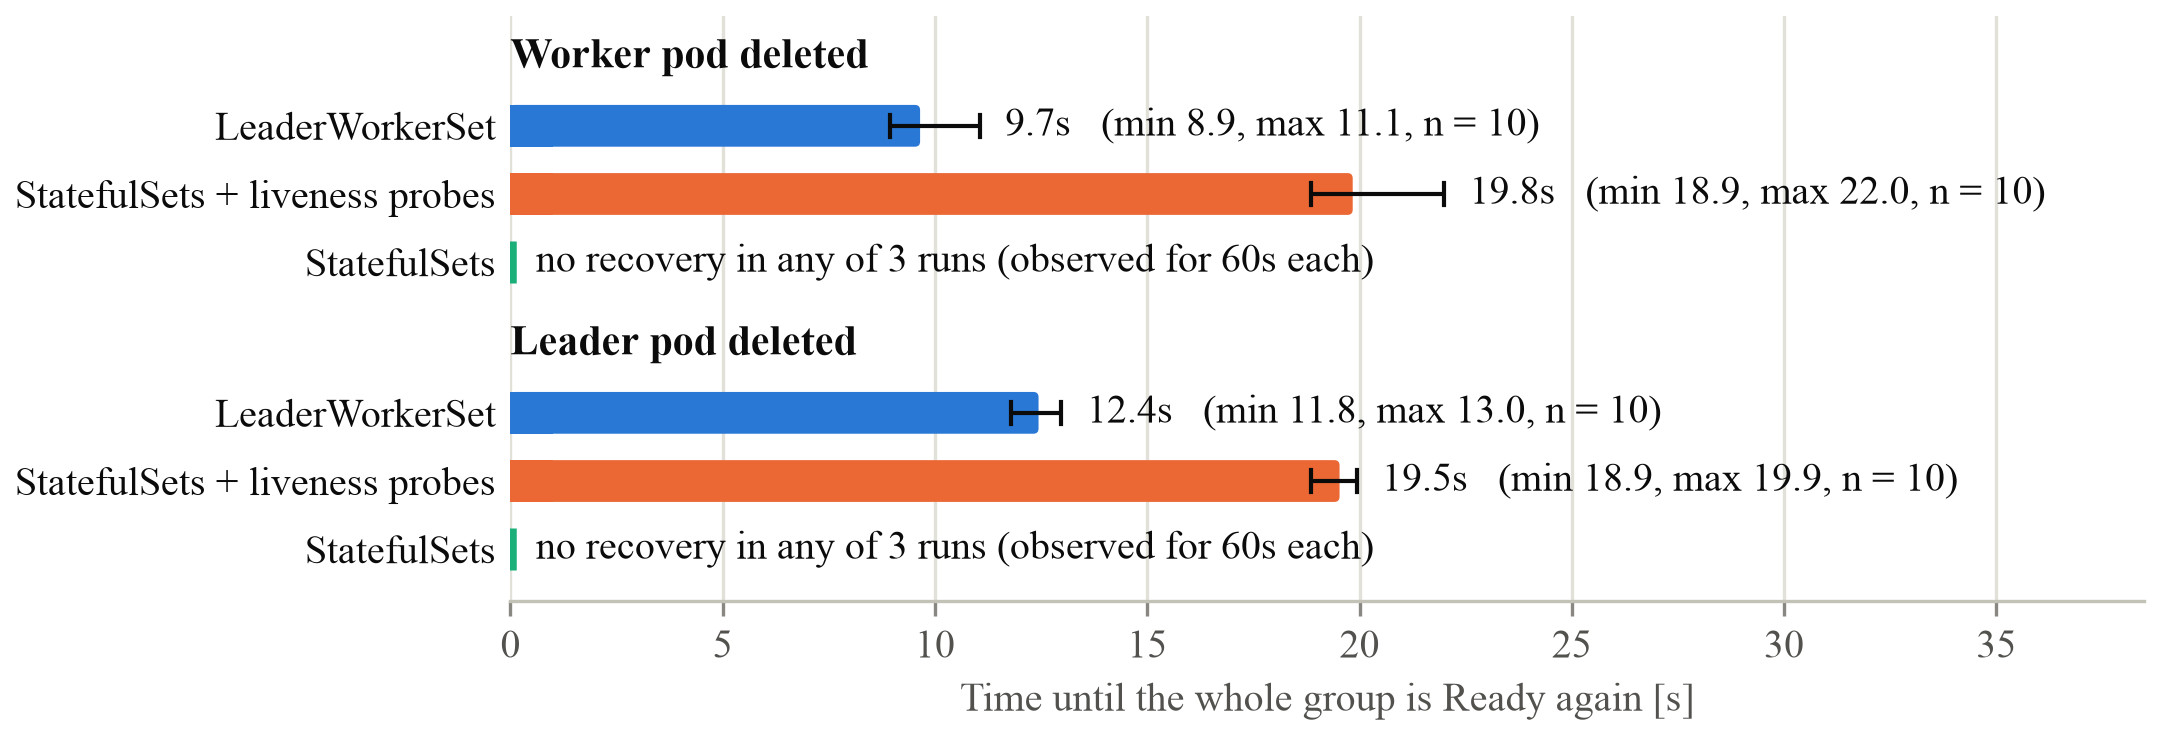 Worker pod deleted
LeaderWorkerSet 9.7s (min 8.9, max 11.1, n = 10)
StatefulSets + liveness probes 19.8s (min 18.9, max 22.0, n = 10)
StatefulSets no recovery in any of 3 runs (observed for 60s each)
Leader pod deleted
LeaderWorkerSet 12.4s (min 11.8, max 13.0, n = 10)
StatefulSets + liveness probes 19.5s (min 18.9, max 19.9, n = 10)
StatefulSets no recovery in any of 3 runs (observed for 60s each)
0 5 10 15 20 25 30 35
Time until the whole group is Ready again [s]